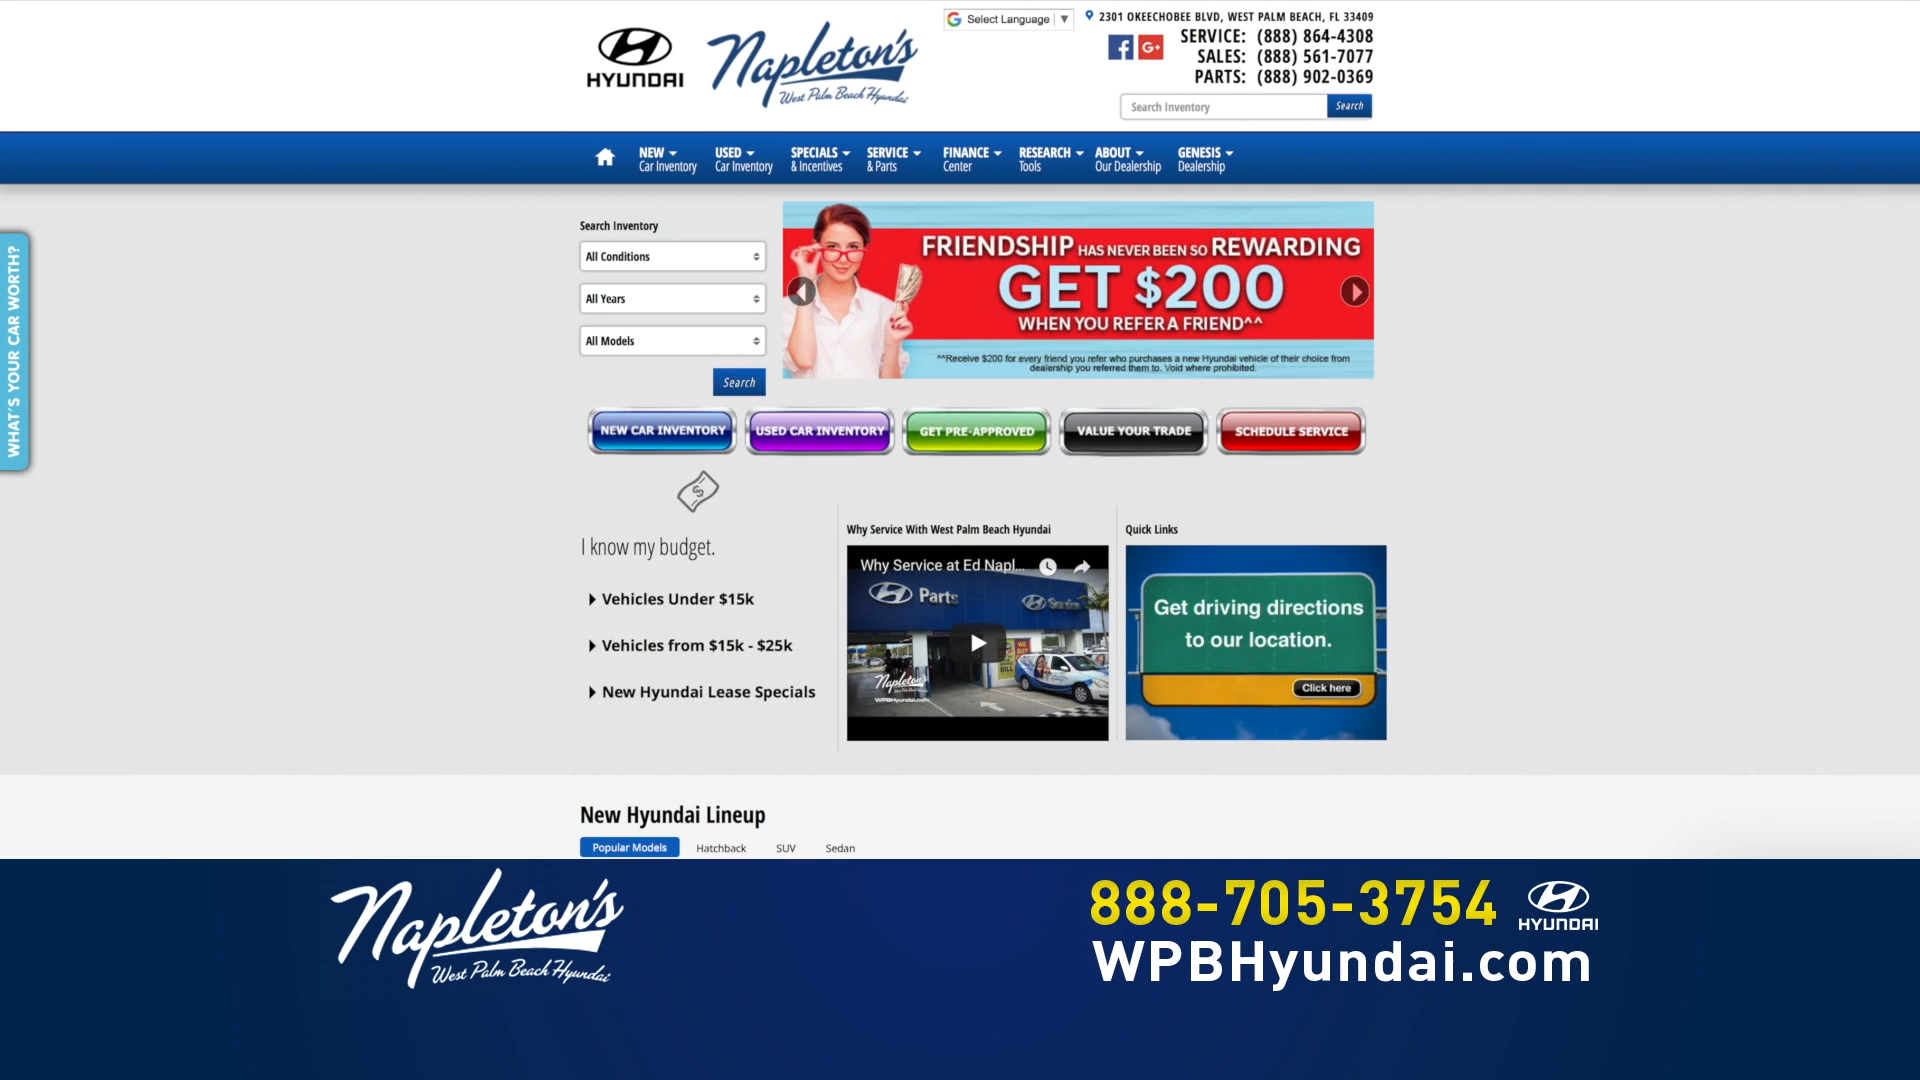 Select Language ▼
2301 OKEECHOBEE BLVD, WEST PALM BEACH, FL 33409
SERVICE: (888) 864-4308
SALES: (888) 561-7077
PARTS: (888) 902-0369
HYUNDAI
Napleton's
West Palm Beach Hyundai
Search Inventory
Search
NEW
Car Inventory
USED
Car Inventory
SPECIALS
& Incentives
SERVICE
& Parts
FINANCE
Center
RESEARCH
Tools
ABOUT
Our Dealership
GENESIS
Dealership
WHAT'S YOUR CAR WORTH?
Search Inventory
All Conditions
All Years
All Models
Search
FRIENDSHIP HAS NEVER BEEN SO REWARDING
GET $200
WHEN YOU REFER A FRIEND^^
^^Receive $200 for every friend you refer who purchases a new Hyundai vehicle of their choice from
dealership you referred them to. Void where prohibited.
NEW CAR INVENTORY
USED CAR INVENTORY
GET PRE-APPROVED
VALUE YOUR TRADE
SCHEDULE SERVICE
I know my budget.
Vehicles Under $15k
Vehicles from $15k - $25k
New Hyundai Lease Specials
Why Service With West Palm Beach Hyundai
Why Service at Ed Napl...
Parts
Service
Napleton's
WPBHyundai.com
Quick Links
Get driving directions
to our location.
Click here
New Hyundai Lineup
Popular Models
Hatchback
SUV
Sedan
Napleton's
West Palm Beach Hyundai
888-705-3754
HYUNDAI
WPBHyundai.com